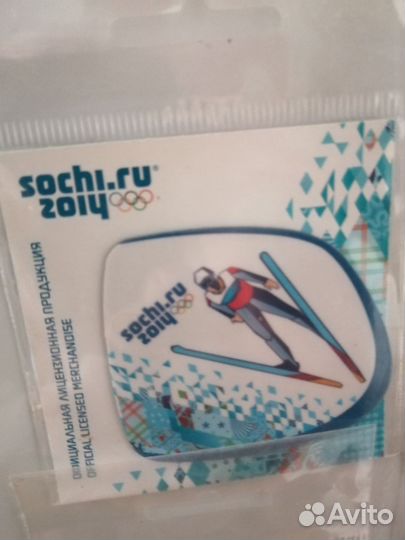 sochi.ru
2014
sochi.ru
2014
ОФИЦИАЛЬНАЯ ЛИЦЕНЗИОННАЯ ПРОДУКЦИЯ
OFFICIAL LICENSED MERCHANDISE
Avito